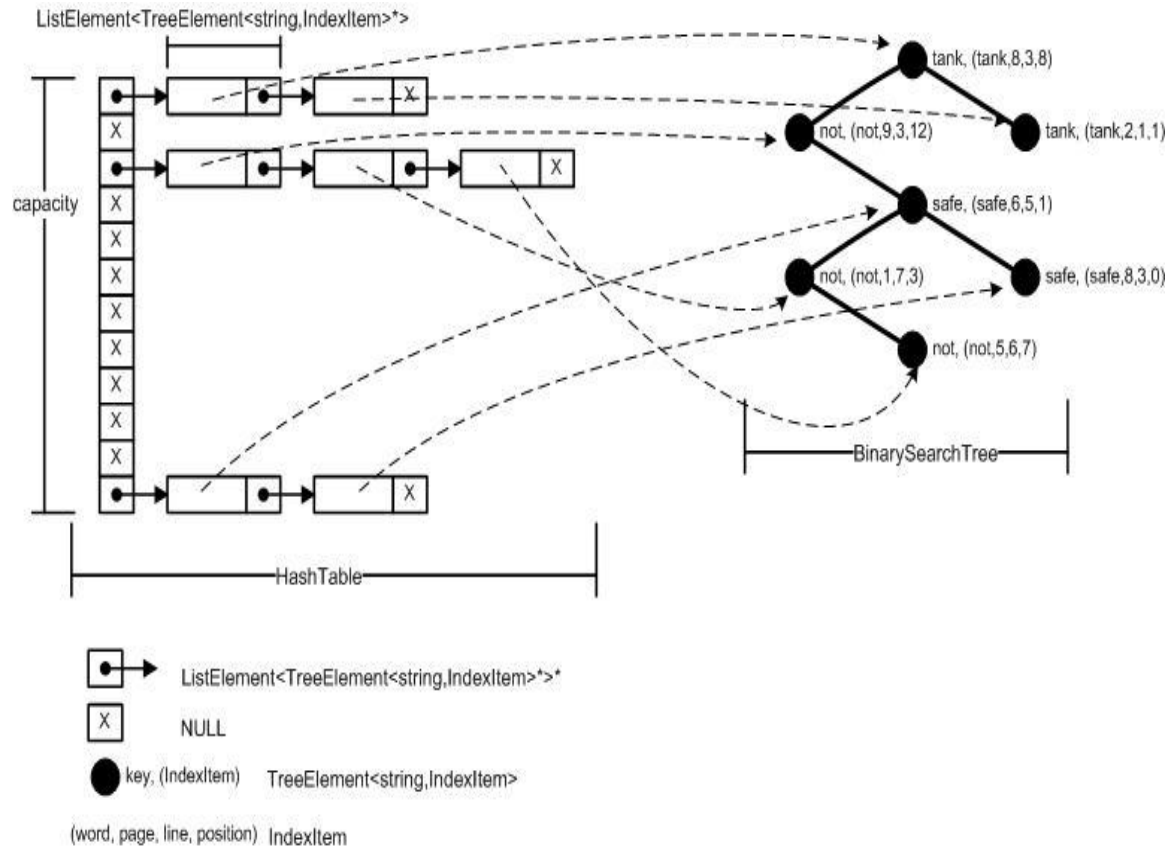 ListElement<TreeElement<string,IndexItem>*>
tank, (tank,8,3,8)
X
X
not, (not,9,3,12)
tank, (tank,2,1,1)
X
capacity
X
safe, (safe,6,5,1)
X
X
not, (not,1,7,3)
safe, (safe,8,3,0)
X
X
not, (not,5,6,7)
X
X
X
BinarySearchTree
X
HashTable
ListElement<TreeElement<string,IndexItem>*>*
X
NULL
key, (IndexItem)
TreeElement<string,IndexItem>
(word, page, line, position)
IndexItem